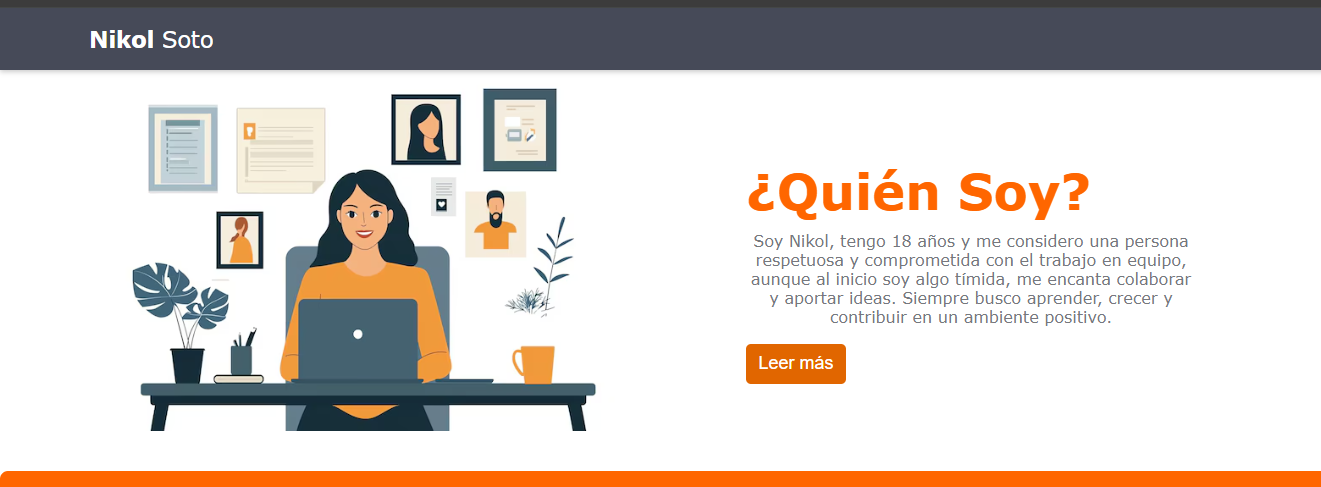 Nikol Soto
¿Quién Soy?
Soy Nikol, tengo 18 años y me considero una persona
respetuosa y comprometida con el trabajo en equipo,
aunque al inicio soy algo tímida, me encanta colaborar
y aportar ideas. Siempre busco aprender, crecer y
contribuir en un ambiente positivo.
Leer más